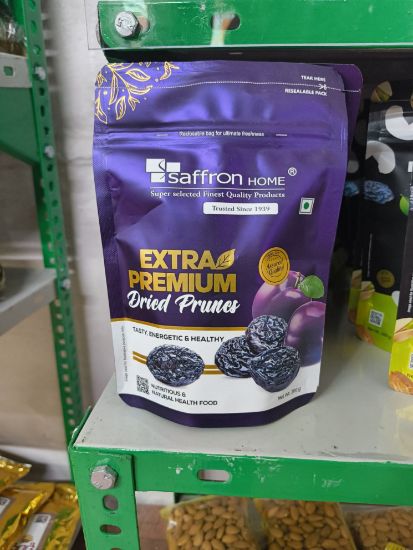 TEAR HERE
RESEALABLE PACK
Reclosable bag for ultimate freshness
saffron HOME®
Super selected Finest Quality Products
Trusted Since 1939
EXTRA
PREMIUM
Dried Prunes
TASTY, ENERGETIC & HEALTHY
NUTRITIOUS &
NATURAL HEALTH FOOD